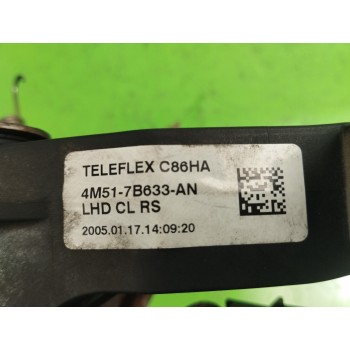 TELEFLEX C86HA
4M51-7B633-AN
LHD CL RS
2005.01.17.14:09:20